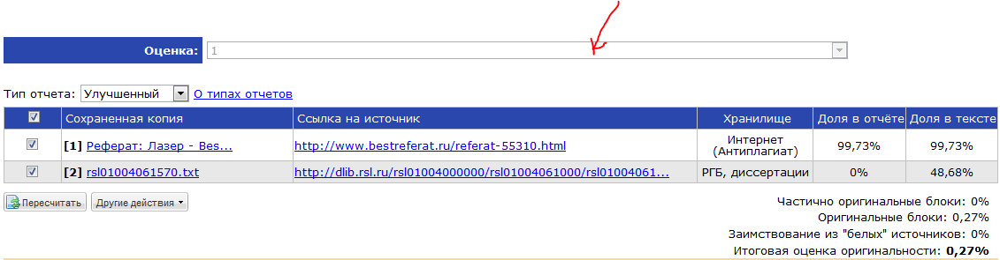 Оценка: 1
Тип отчета: Улучшенный О типах отчетов
Сохраненная копия Ссылка на источник Хранилище Доля в отчёте Доля в тексте
[1] Реферат: Лазер - Bes... http://www.bestreferat.ru/referat-55310.html Интернет (Антиплагиат) 99,73% 99,73%
[2] rsl01004061570.txt http://dlib.rsl.ru/rsl01004000000/rsl01004061000/rsl01004061... РГБ, диссертации 0% 48,68%
Пересчитать Другие действия
Частично оригинальные блоки: 0%
Оригинальные блоки: 0,27%
Заимствование из "белых" источников: 0%
Итоговая оценка оригинальности: 0,27%